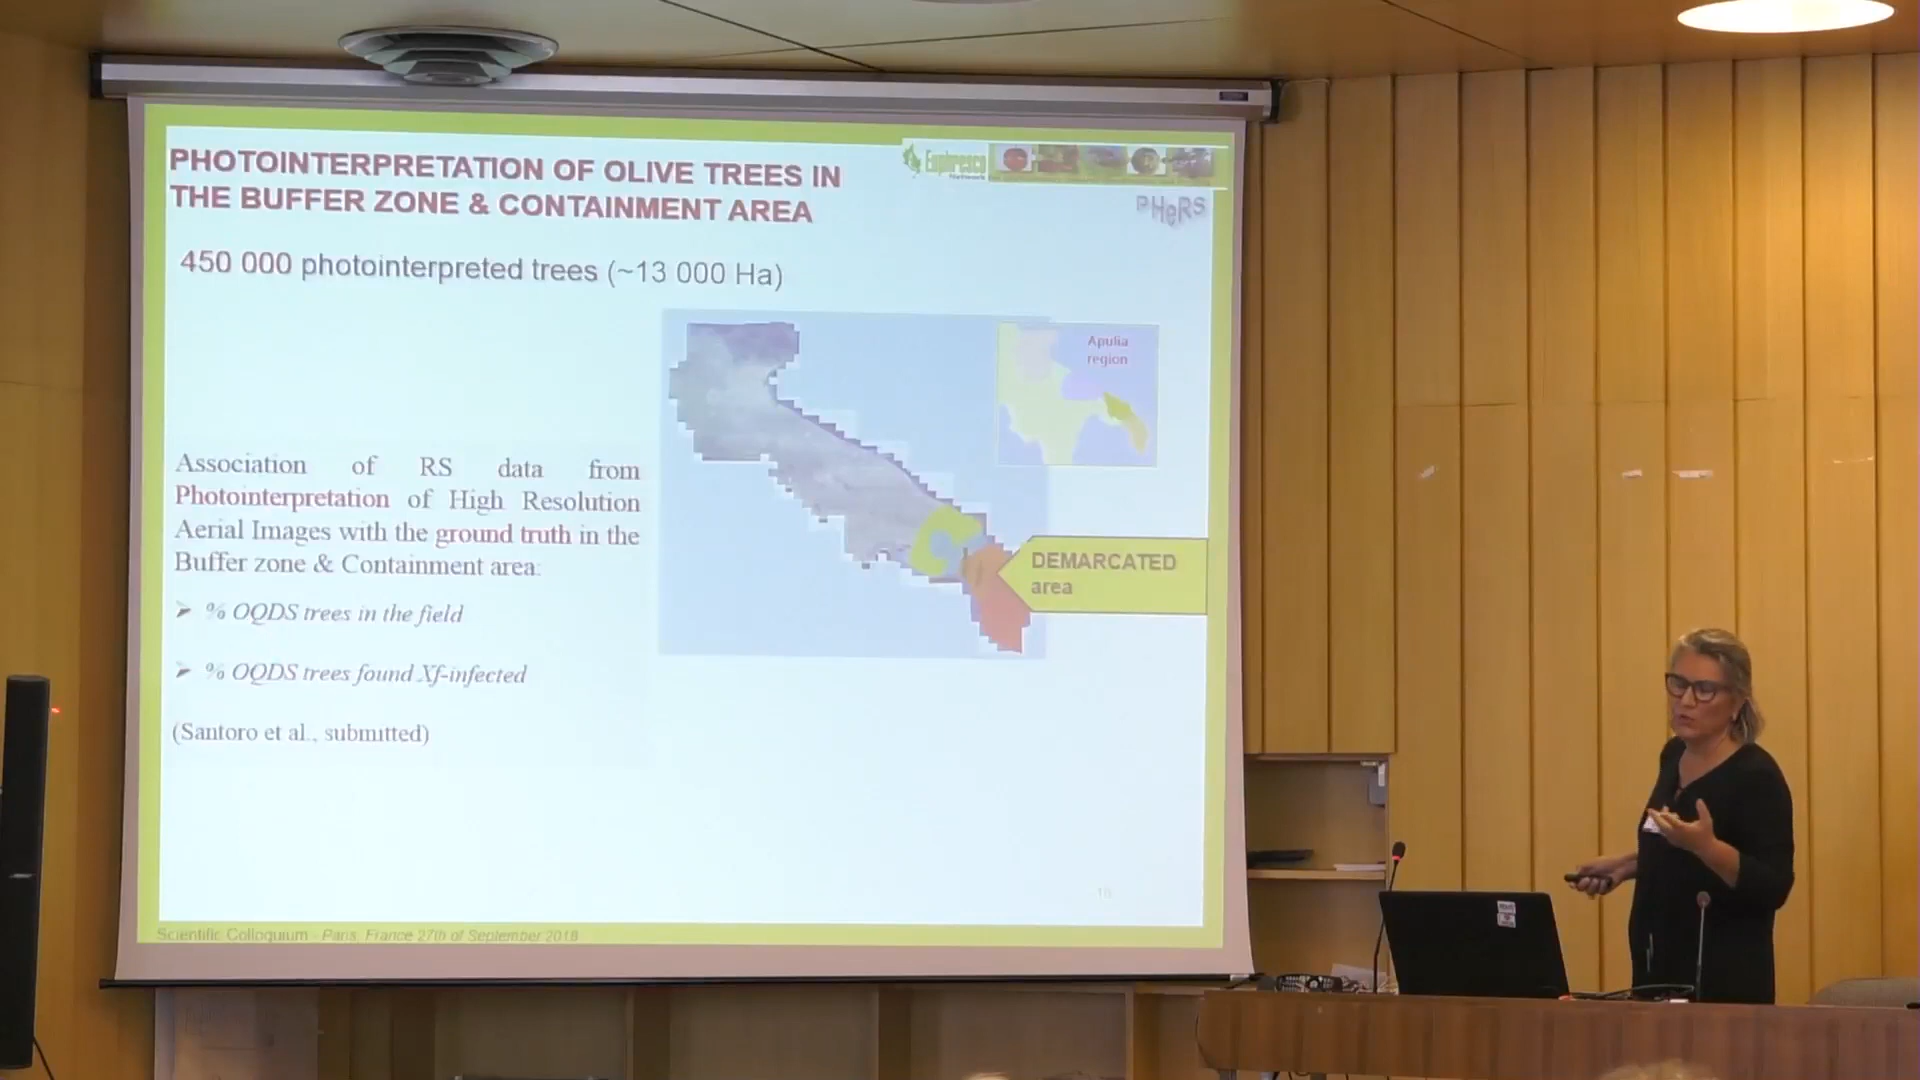 PHOTOINTERPRETATION OF OLIVE TREES IN
THE BUFFER ZONE & CONTAINMENT AREA
Euphresco
Network
PHeRS
450 000 photointerpreted trees (~13 000 Ha)
Apulia
region
Association of RS data from
Photointerpretation of High Resolution
Aerial Images with the ground truth in the
Buffer zone & Containment area:
DEMARCATED
area
➢ % OQDS trees in the field
➢ % OQDS trees found Xf-infected
(Santoro et al., submitted)
Scientific Colloquium - Paris, France 27th of September 2018